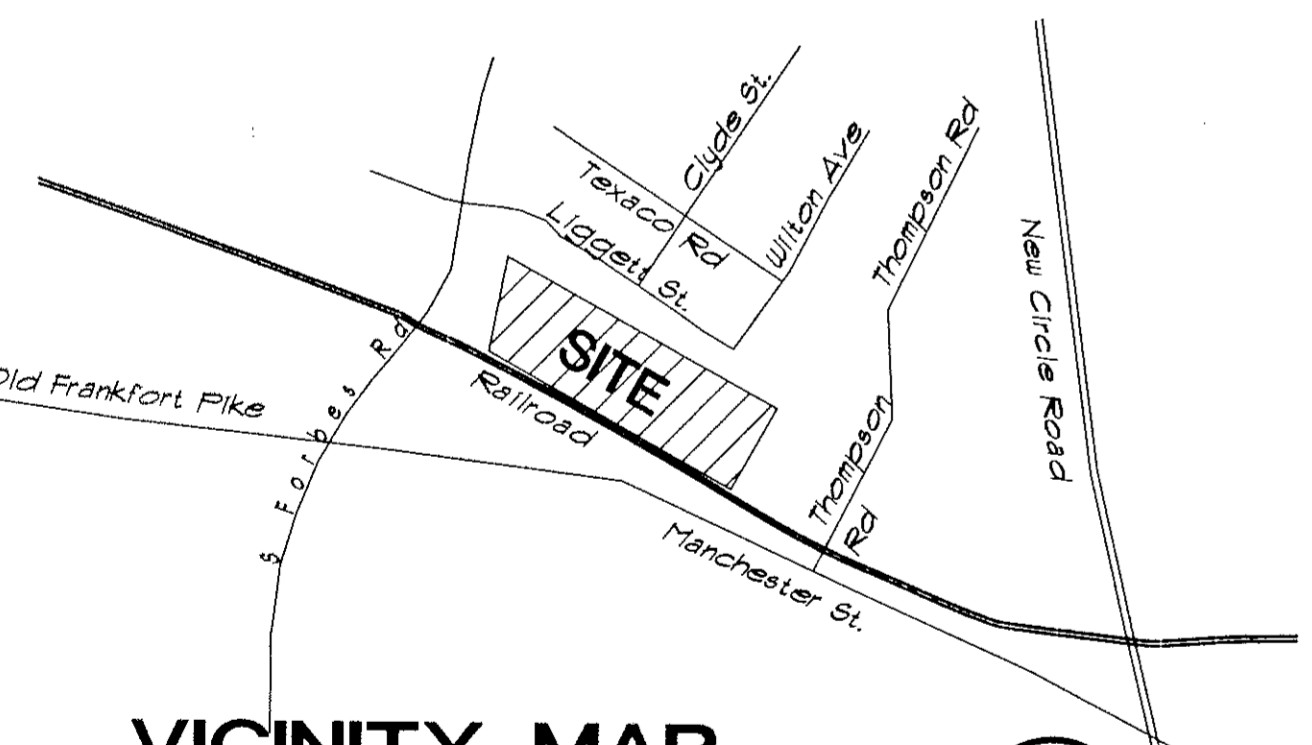 Clyde St.
Texaco Rd
Wilton Ave
Thompson Rd
Liggett St.
New Circle Road
SITE
S Forbes Rd
Railroad
Old Frankfort Pike
Thompson Rd
Manchester St.
VICINITY MAP